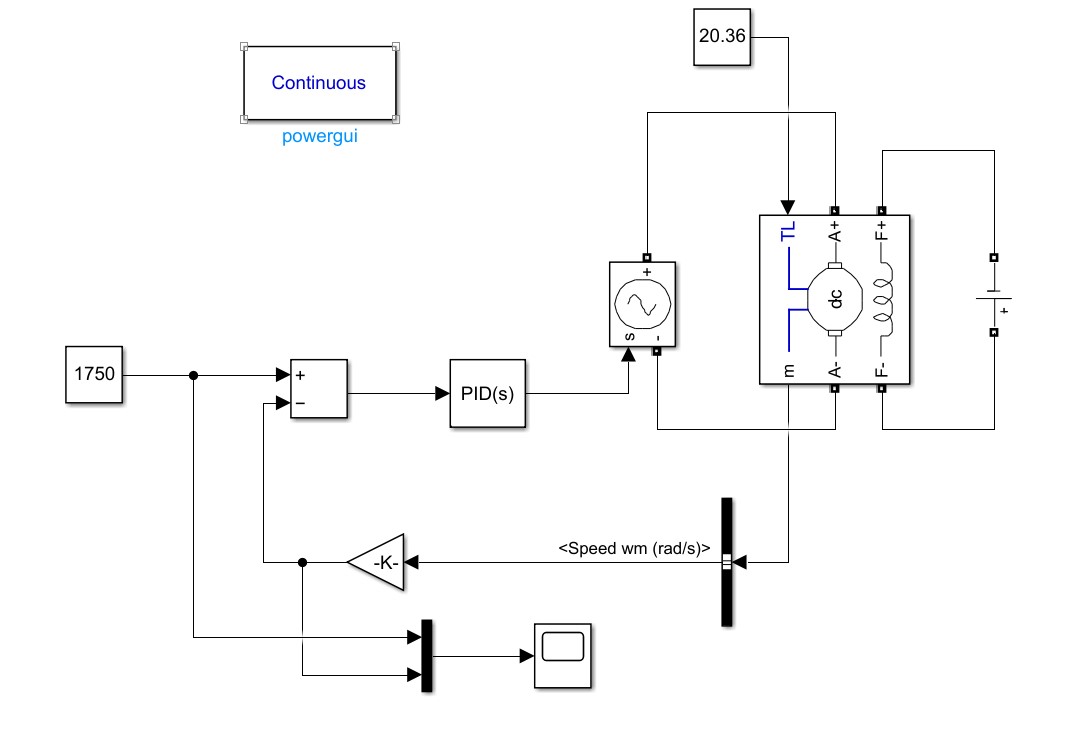 20.36
Continuous
powergui
TL
A+
F+
+
dc
s
-
+
m
A-
F-
1750
+
−
PID(s)
<Speed wm (rad/s)>
-K-